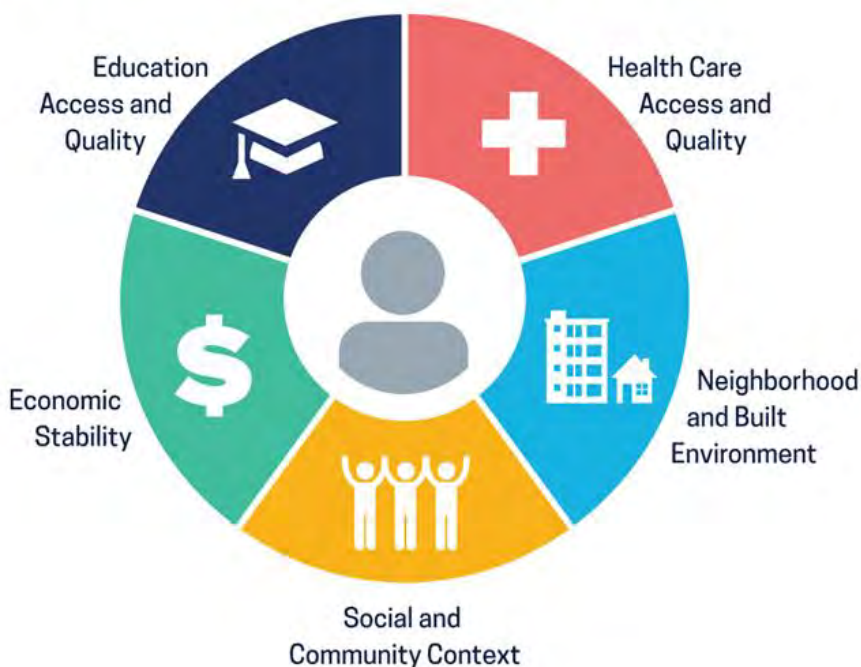 Education
Access and
Quality
Health Care
Access and
Quality
$
Economic
Stability
Neighborhood
and Built
Environment
Social and
Community Context